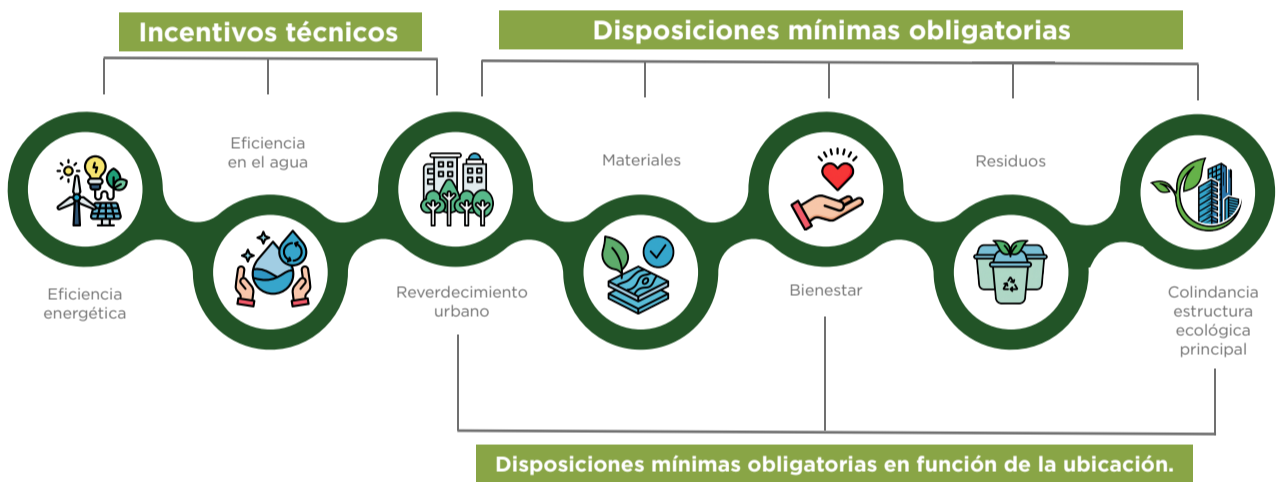 Incentivos técnicos
Disposiciones mínimas obligatorias
Eficiencia
energética
Eficiencia
en el agua
Reverdecimiento
urbano
Materiales
Bienestar
Residuos
Colindancia
estructura
ecológica
principal
Disposiciones mínimas obligatorias en función de la ubicación.